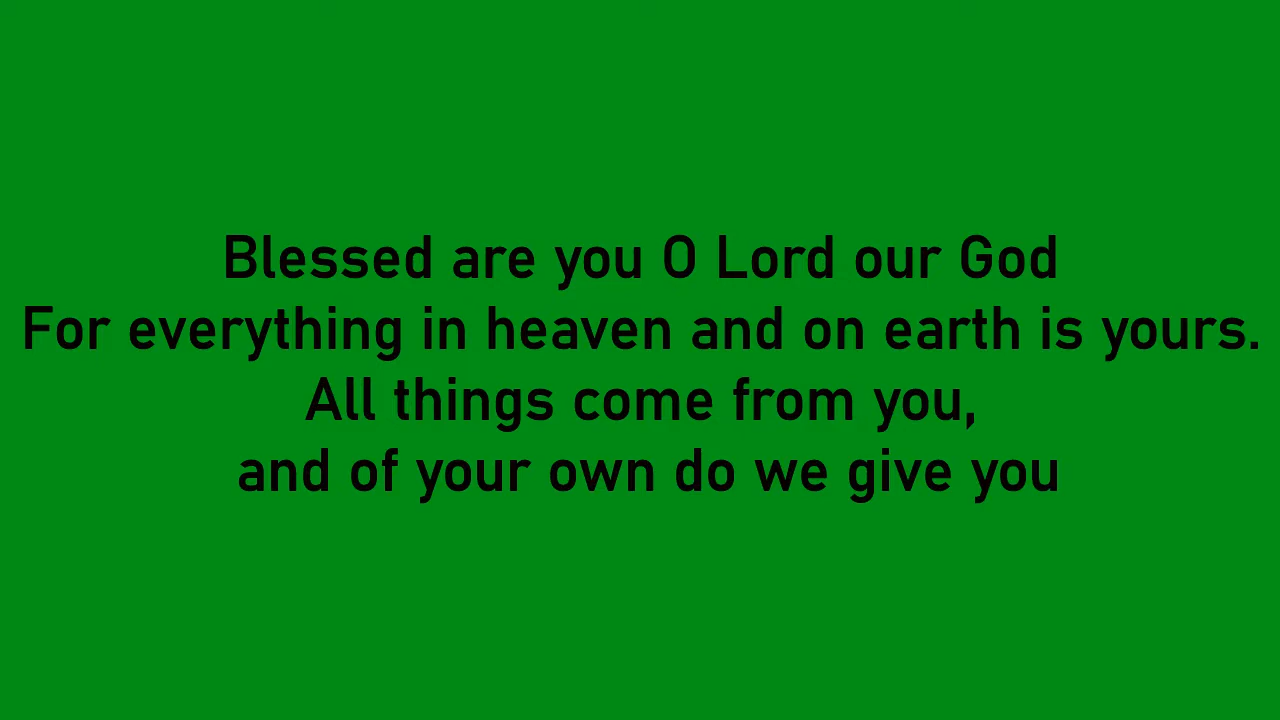 Blessed are you O Lord our God
For everything in heaven and on earth is yours.
All things come from you,
and of your own do we give you